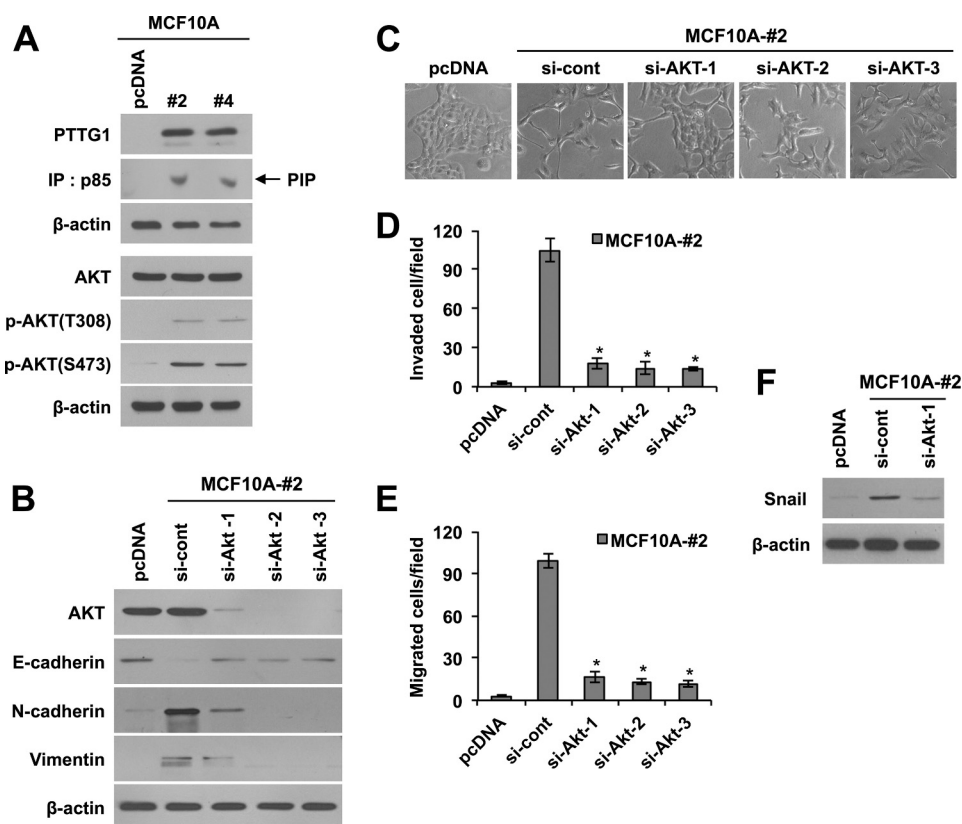 A
MCF10A
pcDNA
#2
#4
PTTG1
IP : p85
PIP
β-actin
AKT
p-AKT(T308)
p-AKT(S473)
β-actin
B
MCF10A-#2
pcDNA
si-cont
si-Akt -1
si-Akt -2
si-Akt -3
AKT
E-cadherin
N-cadherin
Vimentin
β-actin
C
MCF10A-#2
pcDNA
si-cont
si-AKT-1
si-AKT-2
si-AKT-3
D
Invaded cell/field
120
90
60
30
0
MCF10A-#2
*
*
*
pcDNA
si-cont
si-Akt-1
si-Akt-2
si-Akt-3
E
Migrated cells/field
120
90
60
30
0
MCF10A-#2
*
*
*
pcDNA
si-cont
si-Akt-1
si-Akt-2
si-Akt-3
F
MCF10A-#2
pcDNA
si-cont
si-Akt-1
Snail
β-actin